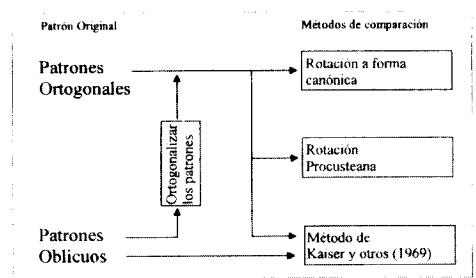 Patrón Original
Métodos de comparación
Patrones
Ortogonales
Rotación a forma
canónica
Ortogonalizar
los patrones
Rotación
Procusteana
Patrones
Oblicuos
Método de
Kaiser y otros (1969)